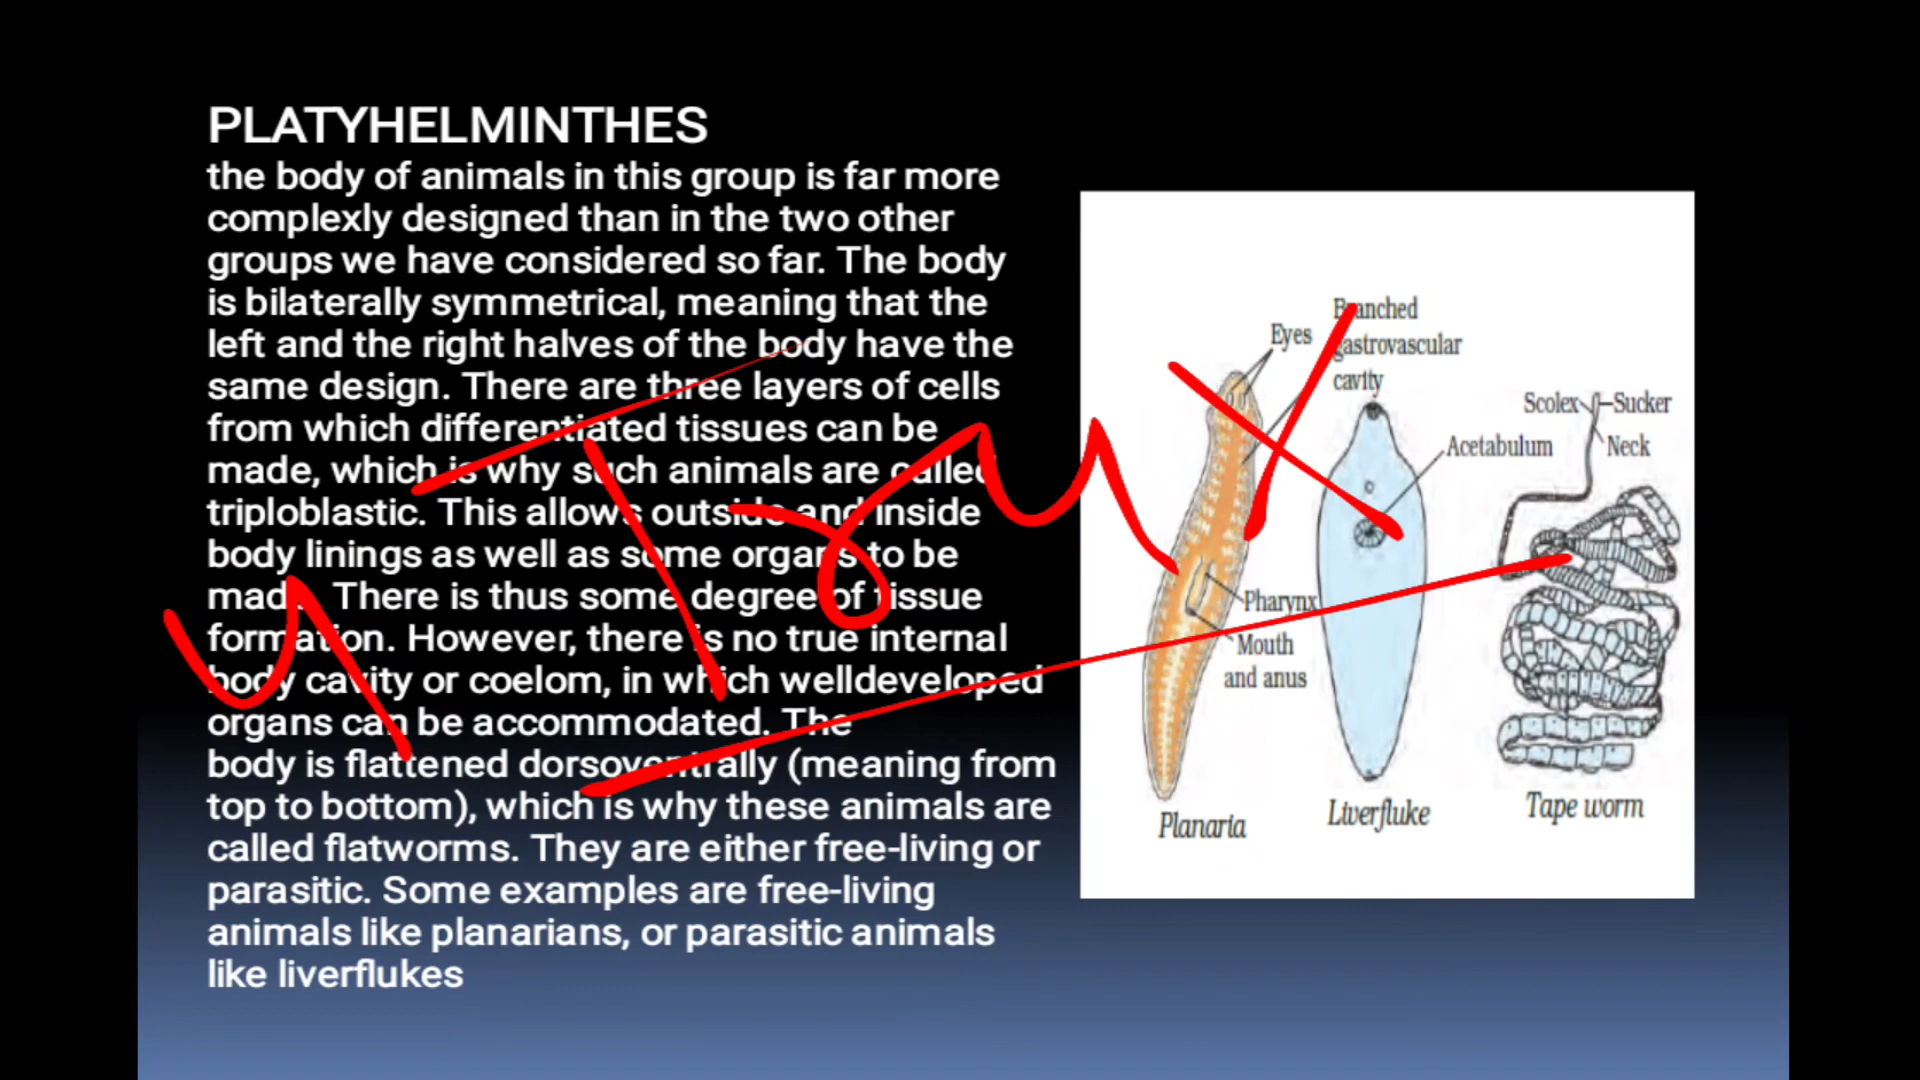 PLATYHELMINTHES
the body of animals in this group is far more
complexly designed than in the two other
groups we have considered so far. The body
is bilaterally symmetrical, meaning that the
left and the right halves of the body have the
same design. There are three layers of cells
from which differentiated tissues can be
made, which is why such animals are called
triploblastic. This allows outside and inside
body linings as well as some organs to be
made. There is thus some degree of tissue
formation. However, there is no true internal
body cavity or coelom, in which welldeveloped
organs can be accommodated. The
body is flattened dorsoventrally (meaning from
top to bottom), which is why these animals are
called flatworms. They are either free-living or
parasitic. Some examples are free-living
animals like planarians, or parasitic animals
like liverflukes
Eyes
Branched
gastrovascular
cavity
Pharynx
Mouth
and anus
Planaria
Acetabulum
Liverfluke
Scolex
Sucker
Neck
Tape worm